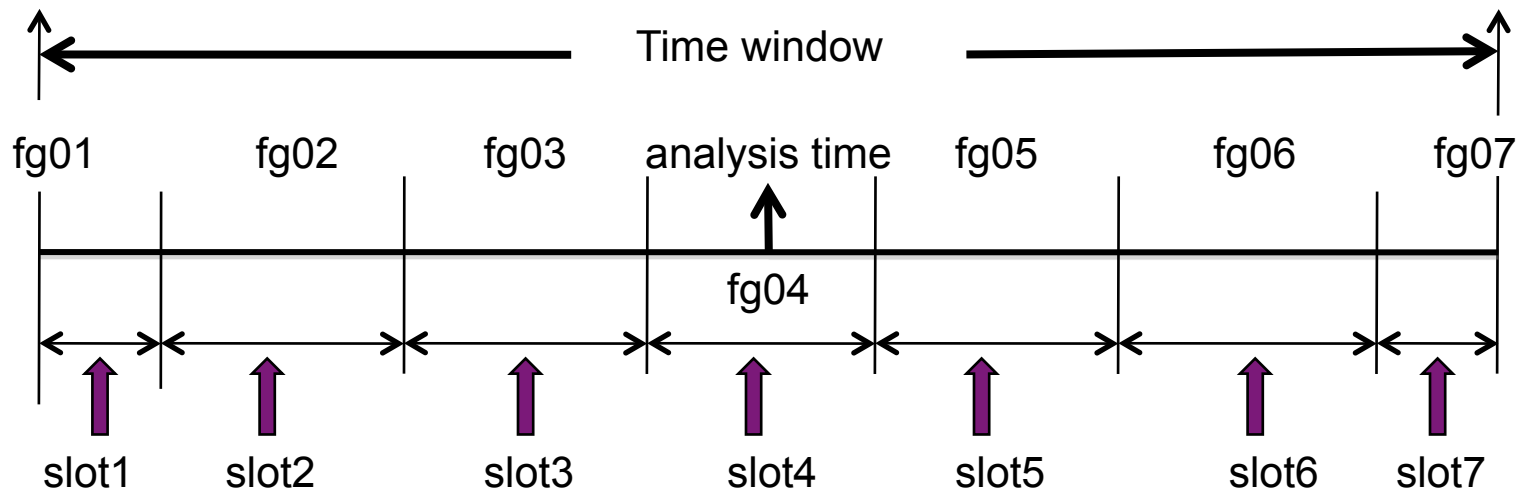 Time window
fg01 fg02 fg03 analysis time fg05 fg06 fg07
fg04
slot1 slot2 slot3 slot4 slot5 slot6 slot7